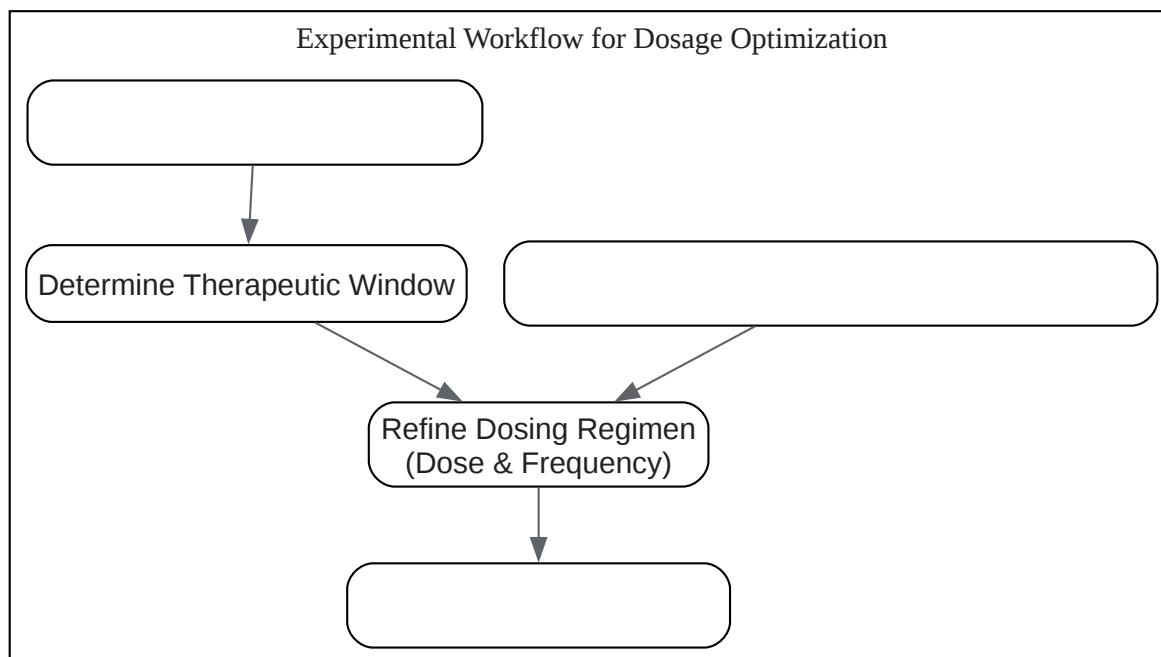 Experimental Workflow for Dosage Optimization
Determine Therapeutic Window
Refine Dosing Regimen
(Dose & Frequency)